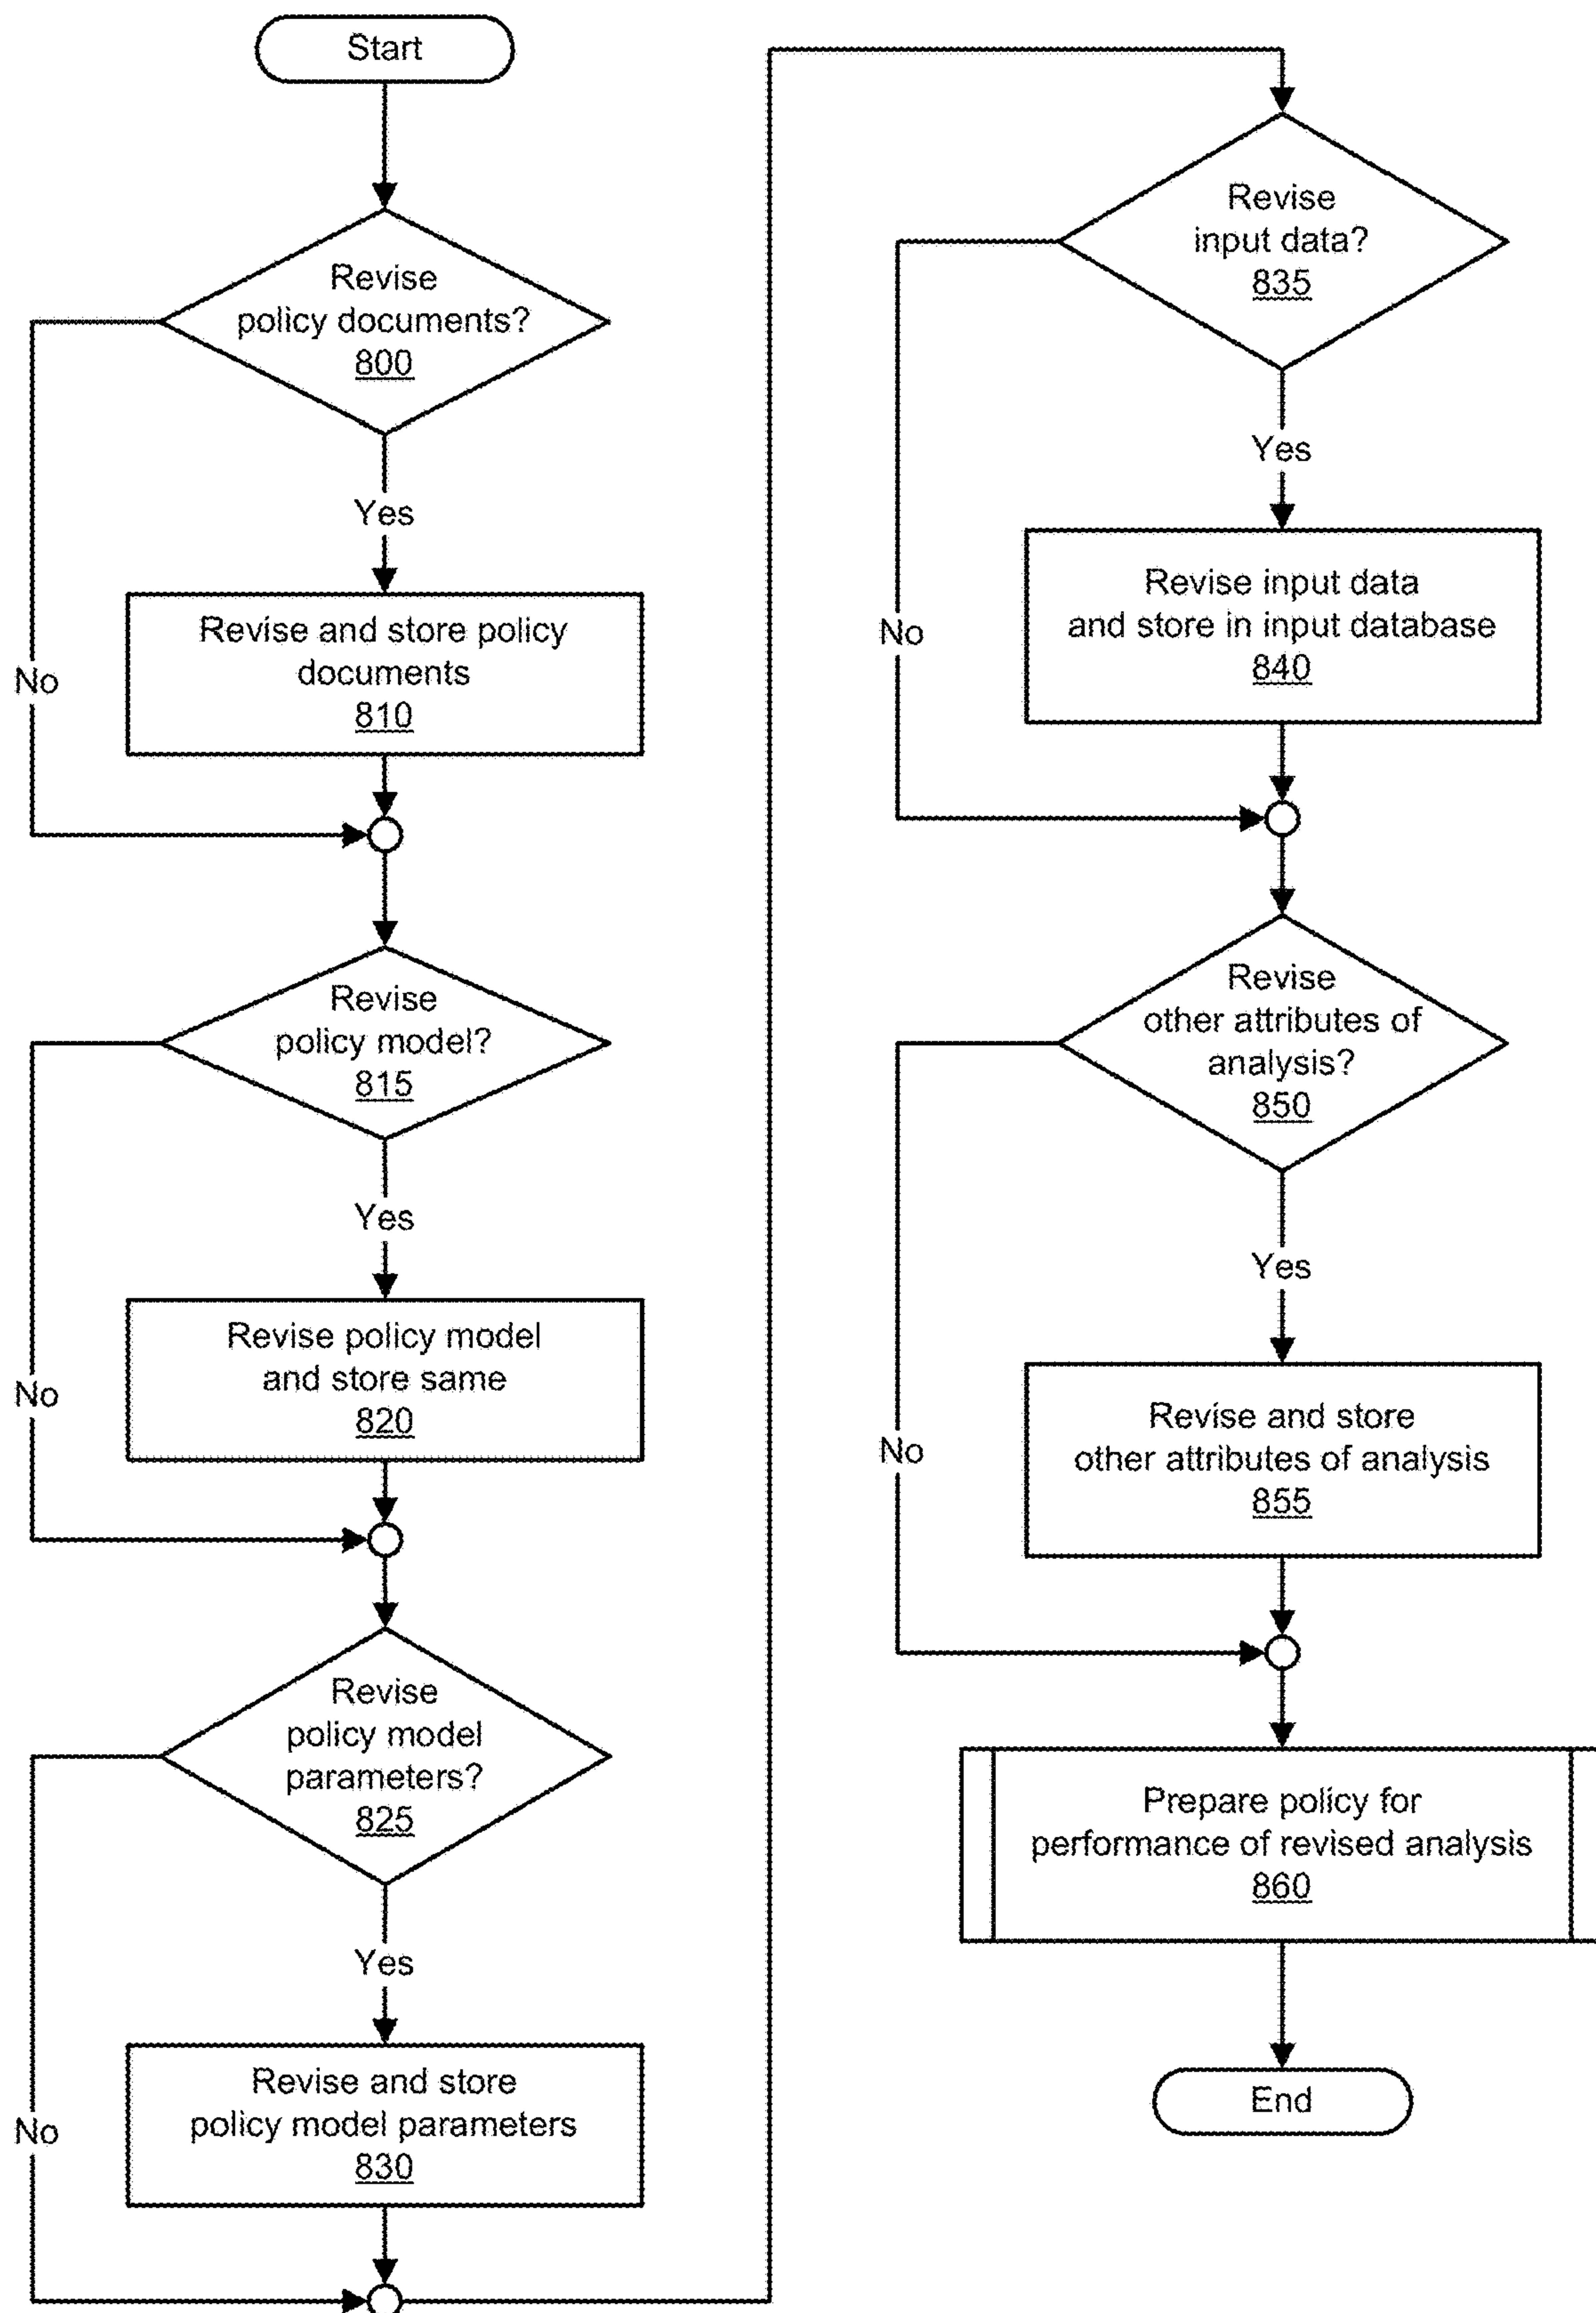 Start
Revise
policy documents?
800
Yes
No
Revise and store policy
documents
810
Revise
policy model?
815
Yes
No
Revise policy model
and store same
820
Revise
policy model
parameters?
825
Yes
No
Revise and store
policy model parameters
830
Revise
input data?
835
Yes
No
Revise input data
and store in input database
840
Revise
other attributes of
analysis?
850
Yes
No
Revise and store
other attributes of analysis
855
Prepare policy for
performance of revised analysis
860
End